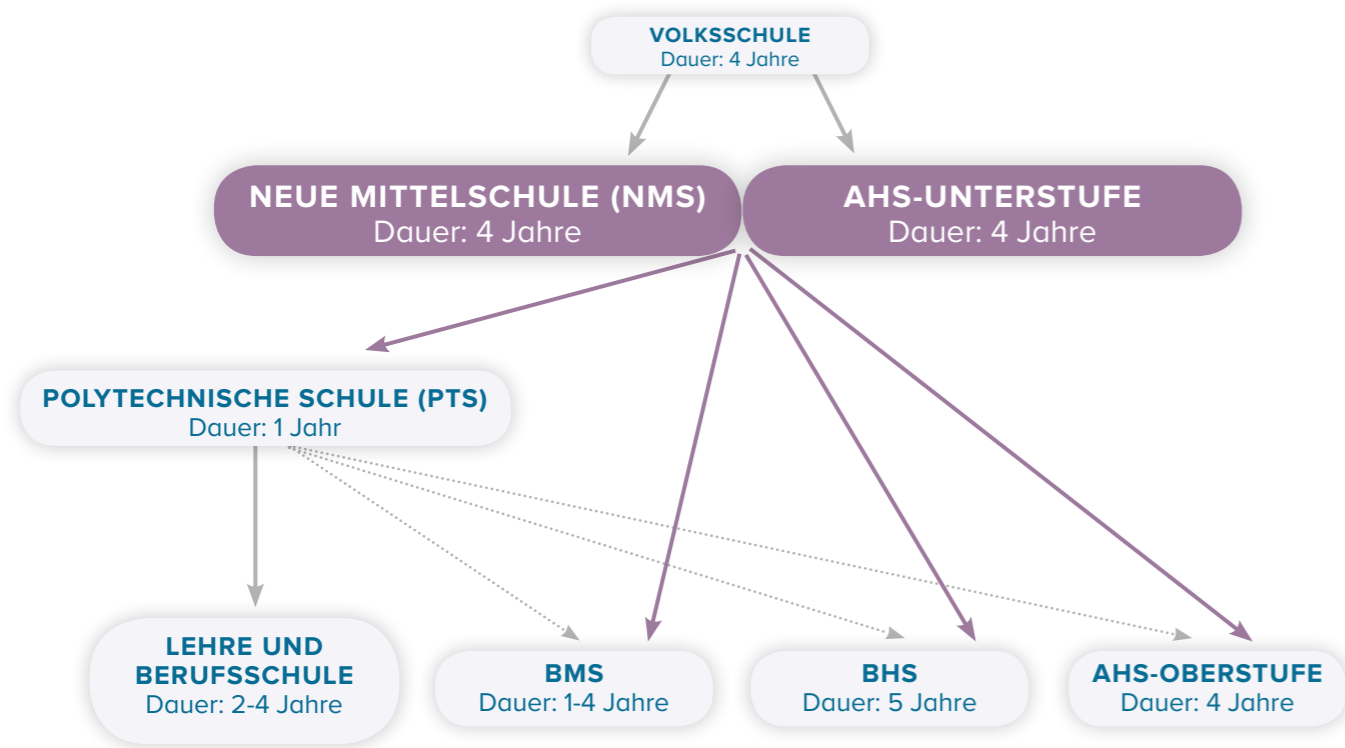 VOLKSSCHULE
Dauer: 4 Jahre
NEUE MITTELSCHULE (NMS)
Dauer: 4 Jahre
AHS-UNTERSTUFE
Dauer: 4 Jahre
POLYTECHNISCHE SCHULE (PTS)
Dauer: 1 Jahr
LEHRE UND
BERUFSSCHULE
Dauer: 2-4 Jahre
BMS
Dauer: 1-4 Jahre
BHS
Dauer: 5 Jahre
AHS-OBERSTUFE
Dauer: 4 Jahre